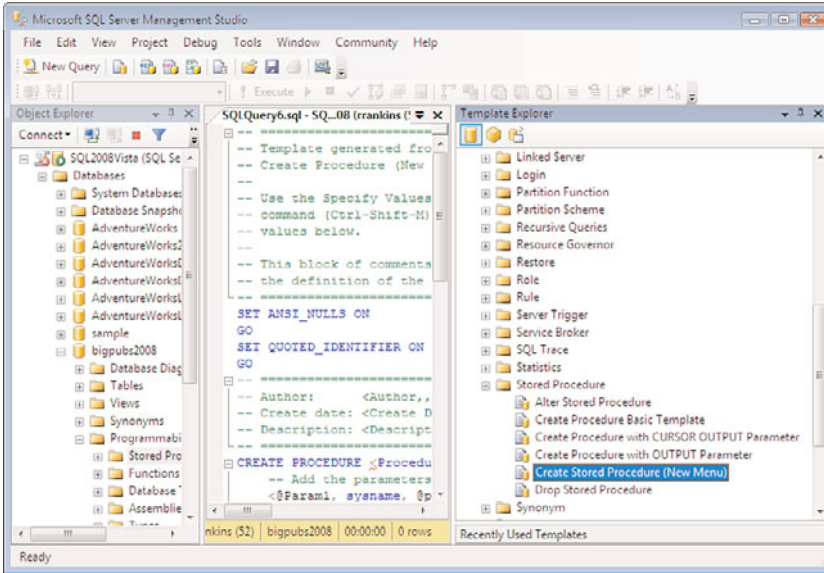 Microsoft SQL Server Management Studio
File Edit View Project Debug Tools Window Community Help
New Query
Execute
Object Explorer
Connect
SQL2008Vista (SQL Se
Databases
System Databases
Database Snapsh
AdventureWorks
AdventureWorks2
AdventureWorks
AdventureWorks
AdventureWorks
AdventureWorks
sample
bigpubs2008
Database Diag
Tables
Views
Synonyms
Programmabi
Stored Pro
Functions
Database
Assemblie
Types
SQLQuery6.sql - SQ...08 (rrankins (
-- =====================
-- Template generated fro
-- Create Procedure (New
--
-- Use the Specify Values
-- command (Ctrl-Shift-M)
-- values below.
--
-- This block of comments
-- the definition of the
-- =====================
SET ANSI_NULLS ON
GO
SET QUOTED_IDENTIFIER ON
GO
-- =====================
-- Author: <Author,,
-- Create date: <Create D
-- Description: <Descript
-- =====================
CREATE PROCEDURE <Procedu
-- Add the parameters
<@Param1, sysname, @p
nkins (52) bigpubs2008 00:00:00 0 rows
Template Explorer
Linked Server
Login
Partition Function
Partition Scheme
Recursive Queries
Resource Governor
Restore
Role
Rule
Server Trigger
Service Broker
SQL Trace
Statistics
Stored Procedure
Alter Stored Procedure
Create Procedure Basic Template
Create Procedure with CURSOR OUTPUT Parameter
Create Procedure with OUTPUT Parameter
Create Stored Procedure (New Menu)
Drop Stored Procedure
Synonym
Recently Used Templates
Ready